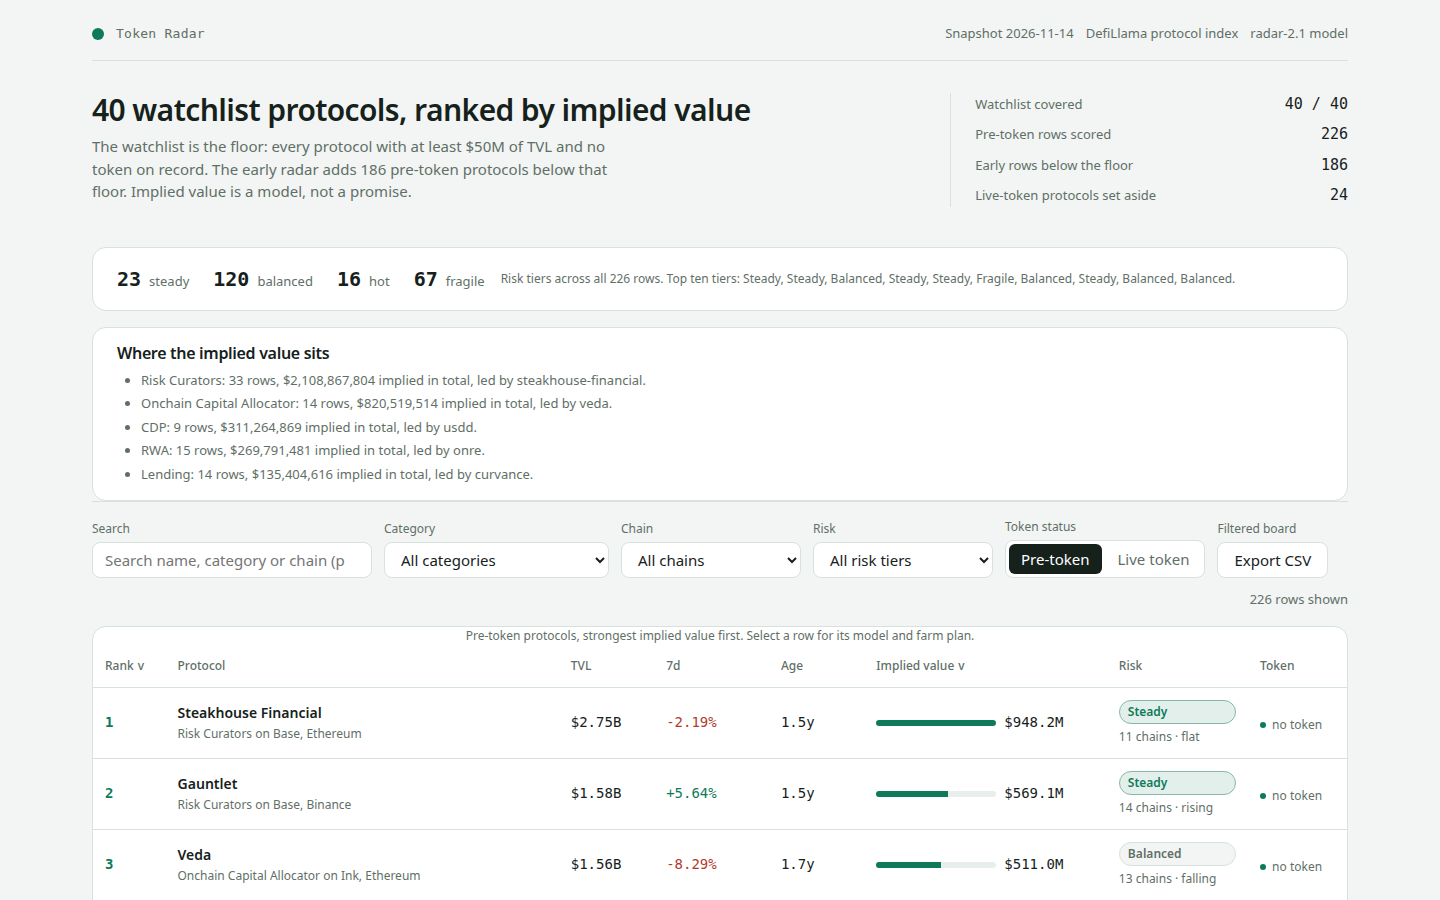 Token Radar
Snapshot 2026-11-14 DefiLlama protocol index radar-2.1 model
40 watchlist protocols, ranked by implied value
The watchlist is the floor: every protocol with at least $50M of TVL and no
token on record. The early radar adds 186 pre-token protocols below that
floor. Implied value is a model, not a promise.
Watchlist covered 40 / 40
Pre-token rows scored 226
Early rows below the floor 186
Live-token protocols set aside 24
23 steady 120 balanced 16 hot 67 fragile Risk tiers across all 226 rows. Top ten tiers: Steady, Steady, Balanced, Steady, Steady, Fragile, Balanced, Steady, Balanced, Balanced.
Where the implied value sits
Risk Curators: 33 rows, $2,108,867,804 implied in total, led by steakhouse-financial.
Onchain Capital Allocator: 14 rows, $820,519,514 implied in total, led by veda.
CDP: 9 rows, $311,264,869 implied in total, led by usdd.
RWA: 15 rows, $269,791,481 implied in total, led by onre.
Lending: 14 rows, $135,404,616 implied in total, led by curvance.
Search Category Chain Risk Token status Filtered board
Search name, category or chain (p All categories All chains All risk tiers Pre-token Live token Export CSV
226 rows shown
Pre-token protocols, strongest implied value first. Select a row for its model and farm plan.
Rank v Protocol TVL 7d Age Implied value v Risk Token
1 Steakhouse Financial $2.75B -2.19% 1.5y $948.2M Steady no token
Risk Curators on Base, Ethereum 11 chains · flat
2 Gauntlet $1.58B +5.64% 1.5y $569.1M Steady no token
Risk Curators on Base, Binance 14 chains · rising
3 Veda $1.56B -8.29% 1.7y $511.0M Balanced no token
Onchain Capital Allocator on Ink, Ethereum 13 chains · falling